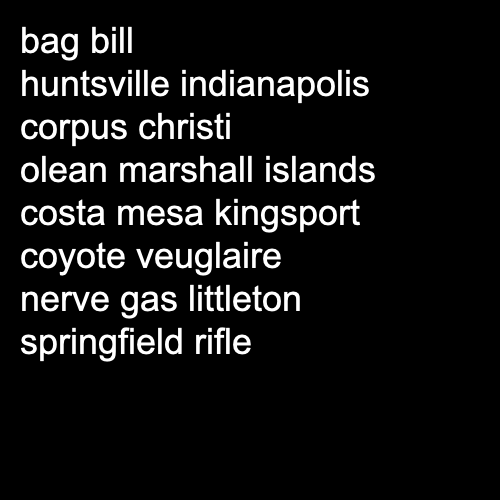 bag bill
huntsville indianapolis
corpus christi
olean marshall islands
costa mesa kingsport
coyote veuglaire
nerve gas littleton
springfield rifle